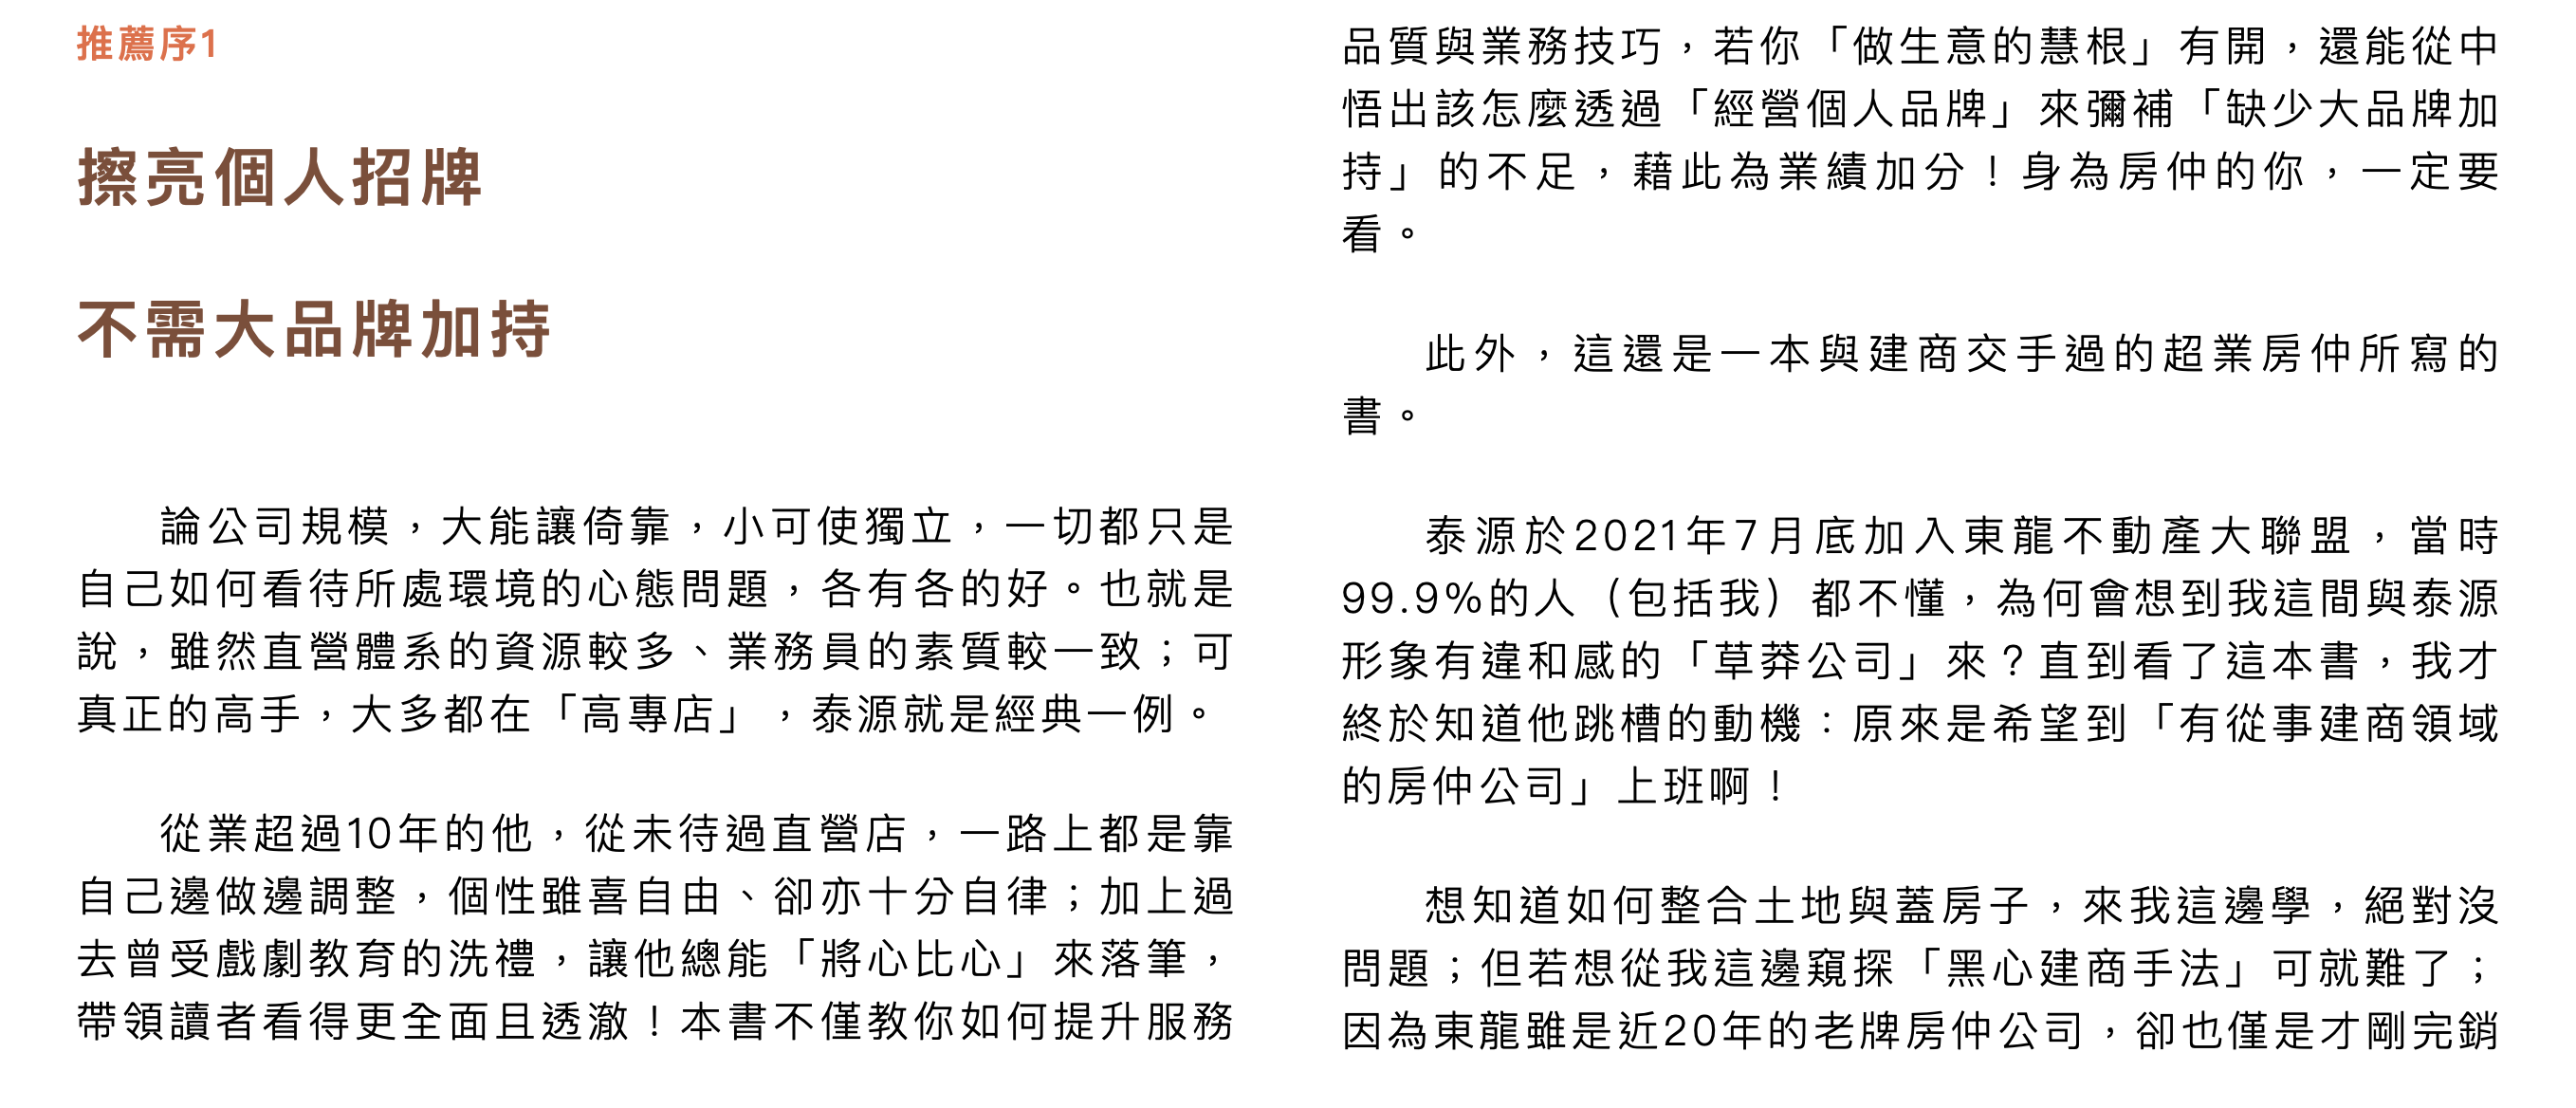 推薦序1
擦亮個人招牌
不需大品牌加持
論公司規模，大能讓倚靠，小可使獨立，一切都只是
自己如何看待所處環境的心態問題，各有各的好。也就是
說，雖然直營體系的資源較多、業務員的素質較一致；可
真正的高手，大多都在「高專店」，泰源就是經典一例。
從業超過10年的他，從未待過直營店，一路上都是靠
自己邊做邊調整，個性雖喜自由、卻亦十分自律；加上過
去曾受戲劇教育的洗禮，讓他總能「將心比心」來落筆，
帶領讀者看得更全面且透澈！本書不僅教你如何提升服務
品質與業務技巧，若你「做生意的慧根」有開，還能從中
悟出該怎麼透過「經營個人品牌」來彌補「缺少大品牌加
持」的不足，藉此為業績加分！身為房仲的你，一定要
看。
此外，這還是一本與建商交手過的超業房仲所寫的
書。
泰源於2021年7月底加入東龍不動產大聯盟，當時
99.9%的人（包括我）都不懂，為何會想到我這間與泰源
形象有違和感的「草莽公司」來？直到看了這本書，我才
終於知道他跳槽的動機：原來是希望到「有從事建商領域
的房仲公司」上班啊！
想知道如何整合土地與蓋房子，來我這邊學，絕對沒
問題；但若想從我這邊窺探「黑心建商手法」可就難了；
因為東龍雖是近20年的老牌房仲公司，卻也僅是才剛完銷